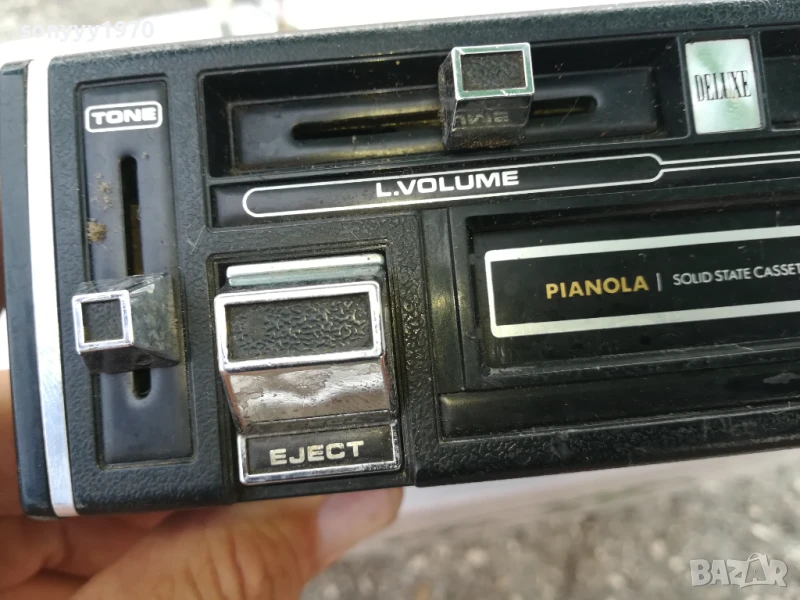 sonyyy1970
TONE
DELUXE
L.VOLUME
PIANOLA | SOLID STATE CASSET
EJECT
BAZAR